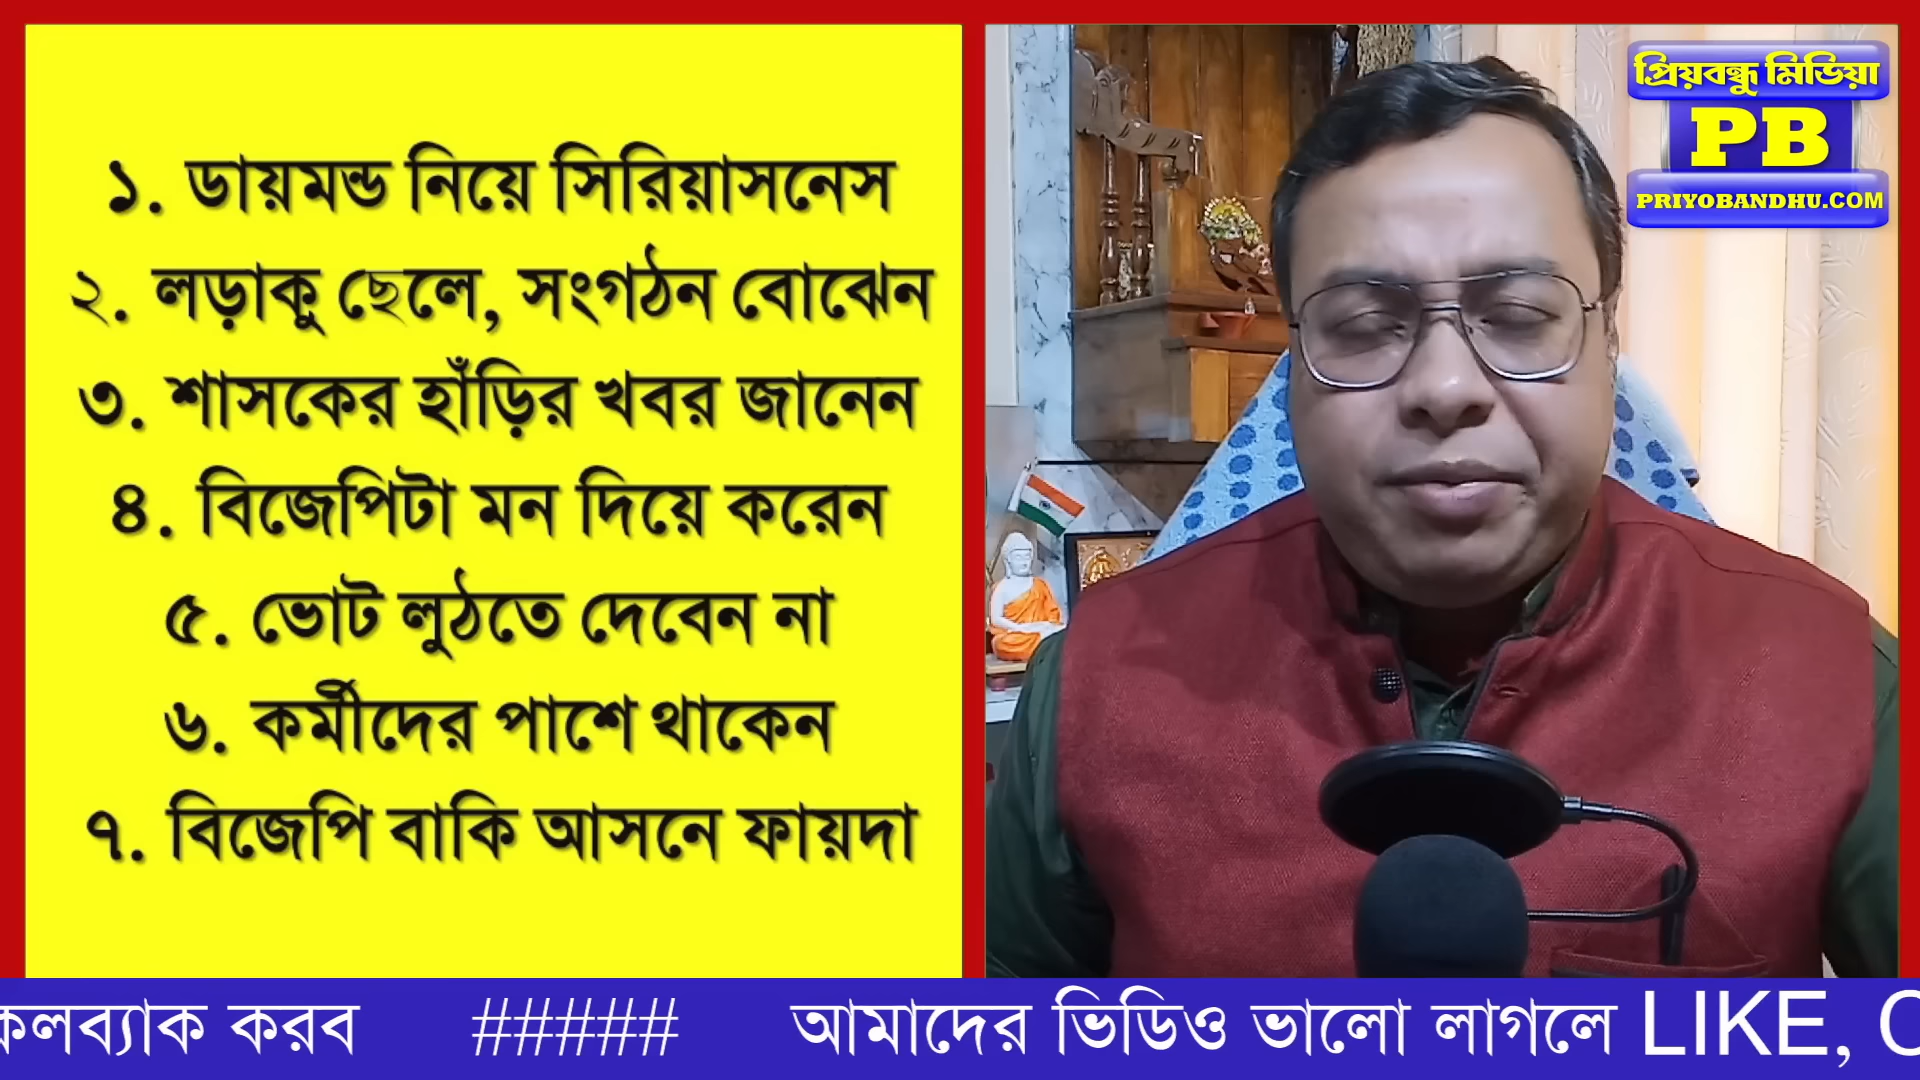 ১. ডায়মন্ড নিয়ে সিরিয়াসনেস
২. লড়াকু ছেলে, সংগঠন বোঝেন
৩. শাসকের হাঁড়ির খবর জানেন
৪. বিজেপিটা মন দিয়ে করেন
৫. ভোট লুঠতে দেবেন না
৬. কর্মীদের পাশে থাকেন
৭. বিজেপি বাকি আসনে ফায়দা
প্রিয়বন্ধু মিডিয়া
PB
PRIYOBANDHU.COM
কলব্যাক করব ##### আমাদের ভিডিও ভালো লাগলে LIKE,